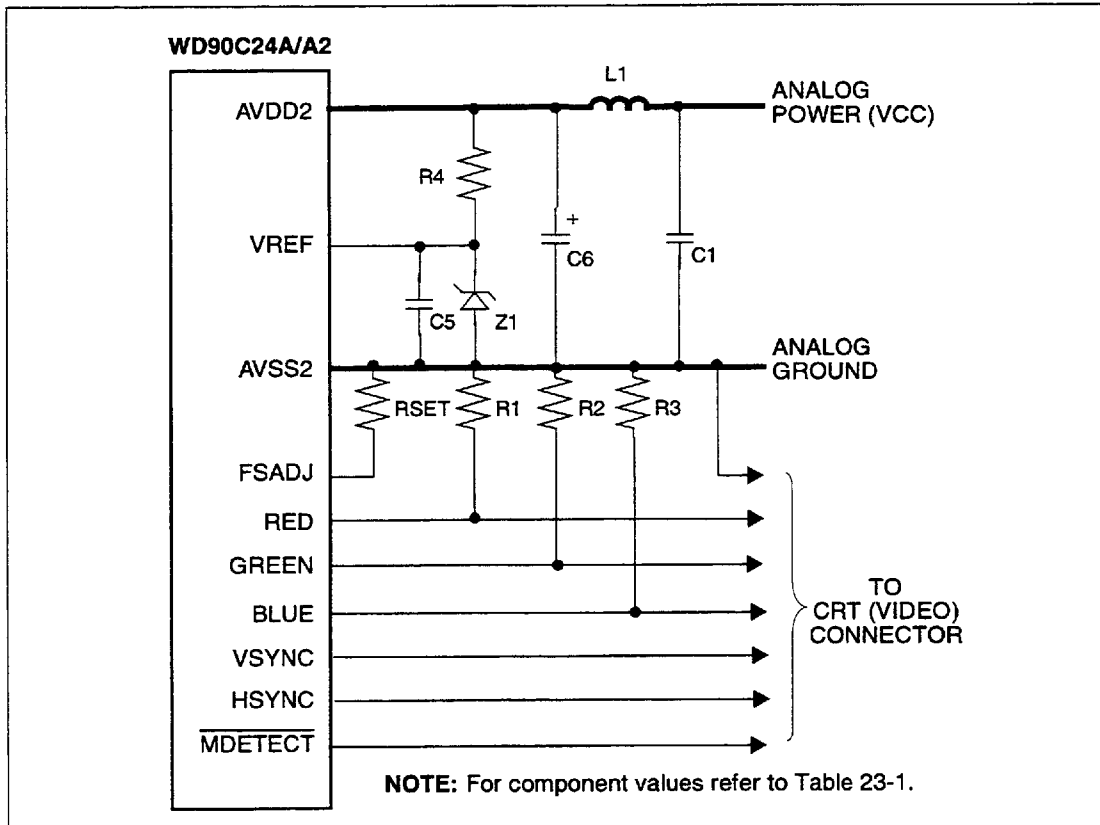 WD90C24A/A2
L1
AVDD2
ANALOG
POWER (VCC)
R4
VREF
+
C6
C1
C5
Z1
AVSS2
ANALOG
GROUND
RSET
R1
R2
R3
FSADJ
RED
GREEN
BLUE
TO
CRT (VIDEO)
CONNECTOR
VSYNC
HSYNC
MDETECT
NOTE: For component values refer to Table 23-1.